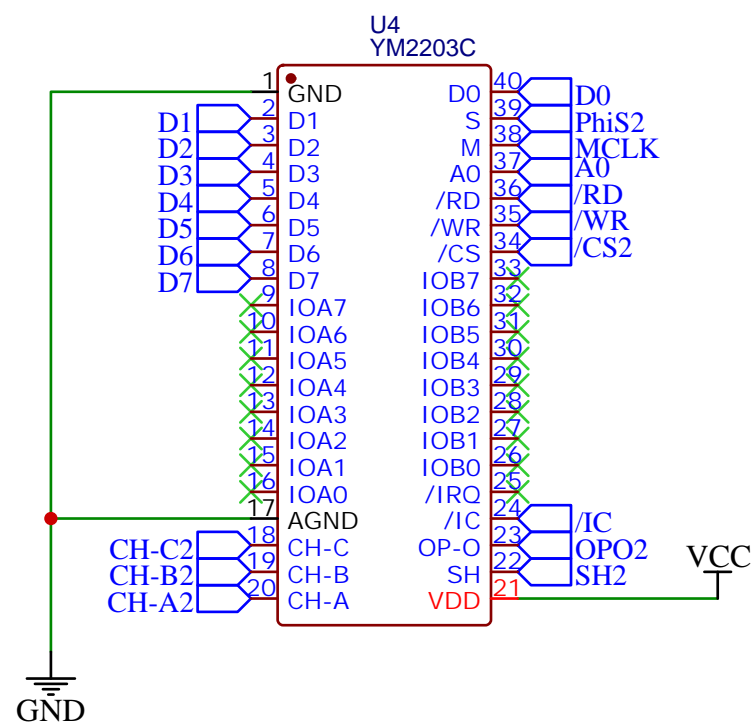 U4
YM2203C
1 GND D0 40 D0
D1 2 D1 S 39 PhiS2
D2 3 D2 M 38 MCLK
D3 4 D3 A0 37 A0
D4 5 D4 /RD 36 /RD
D5 6 D5 /WR 35 /WR
D6 7 D6 /CS 34 /CS2
D7 8 D7 IOB7 33
9 IOA7 IOB6 32
10 IOA6 IOB5 31
11 IOA5 IOB4 30
12 IOA4 IOB3 29
13 IOA3 IOB2 28
14 IOA2 IOB1 27
15 IOA1 IOB0 26
16 IOA0 /IRQ 25
17 AGND /IC 24 /IC
CH-C2 18 CH-C OP-O 23 OPO2
CH-B2 19 CH-B SH 22 SH2
CH-A2 20 CH-A VDD 21 VCC
GND